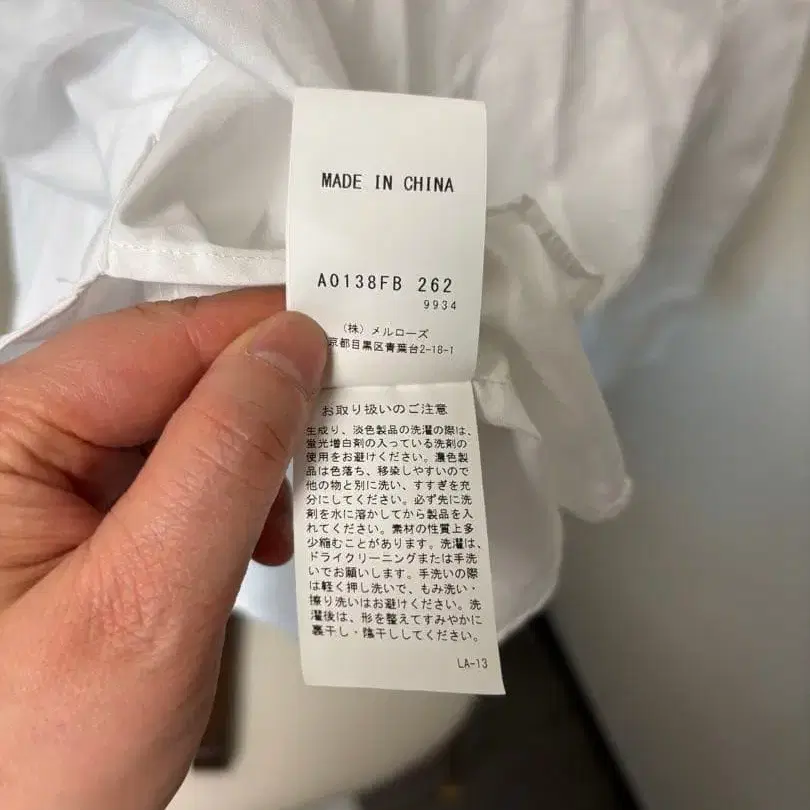 MADE IN CHINA
A0138FB 262
9934
(株) メルローズ
京都目黒区青葉台2-18-1
お取り扱いのご注意
生成り、淡色製品の洗濯の際は、
蛍光増白剤の入っている洗剤の
使用をお避けください。濃色製
品は色落ち、移染しやすいので
他の物と別に洗い、すすぎを充
分にしてください。必ず先に洗
剤を水に溶かしてから製品を入
れてください。素材の性質上多
少縮むことがあります。洗濯は、
ドライクリーニングまたは手洗
いでお願いします。手洗いの際
は軽く押し洗いで、もみ洗い・
擦り洗いはお避けください。洗
濯後は、形を整えてすみやかに
裏干し・陰干ししてください。
LA-13